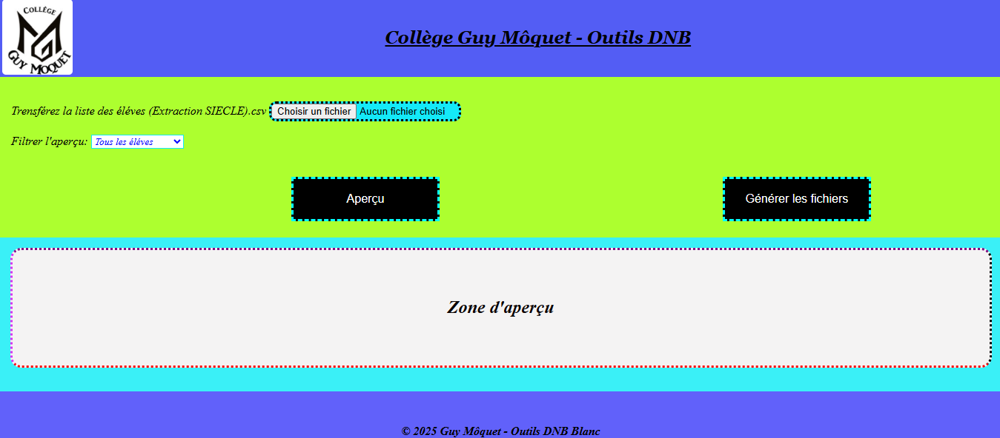 COLLÈGE
GUY MOQUET
Collège Guy Môquet - Outils DNB
Trensférez la liste des éléves (Extraction SIECLE).csv Choisir un fichier Aucun fichier choisi
Filtrer l'aperçu: Tous les éléves
Aperçu
Générer les fichiers
Zone d'aperçu
© 2025 Guy Môquet - Outils DNB Blanc